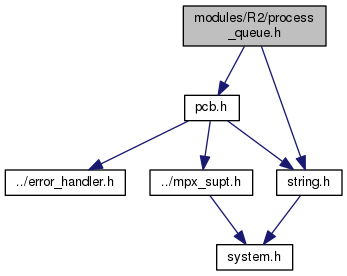 modules/R2/process
_queue.h
pcb.h
../error_handler.h
../mpx_supt.h
string.h
system.h